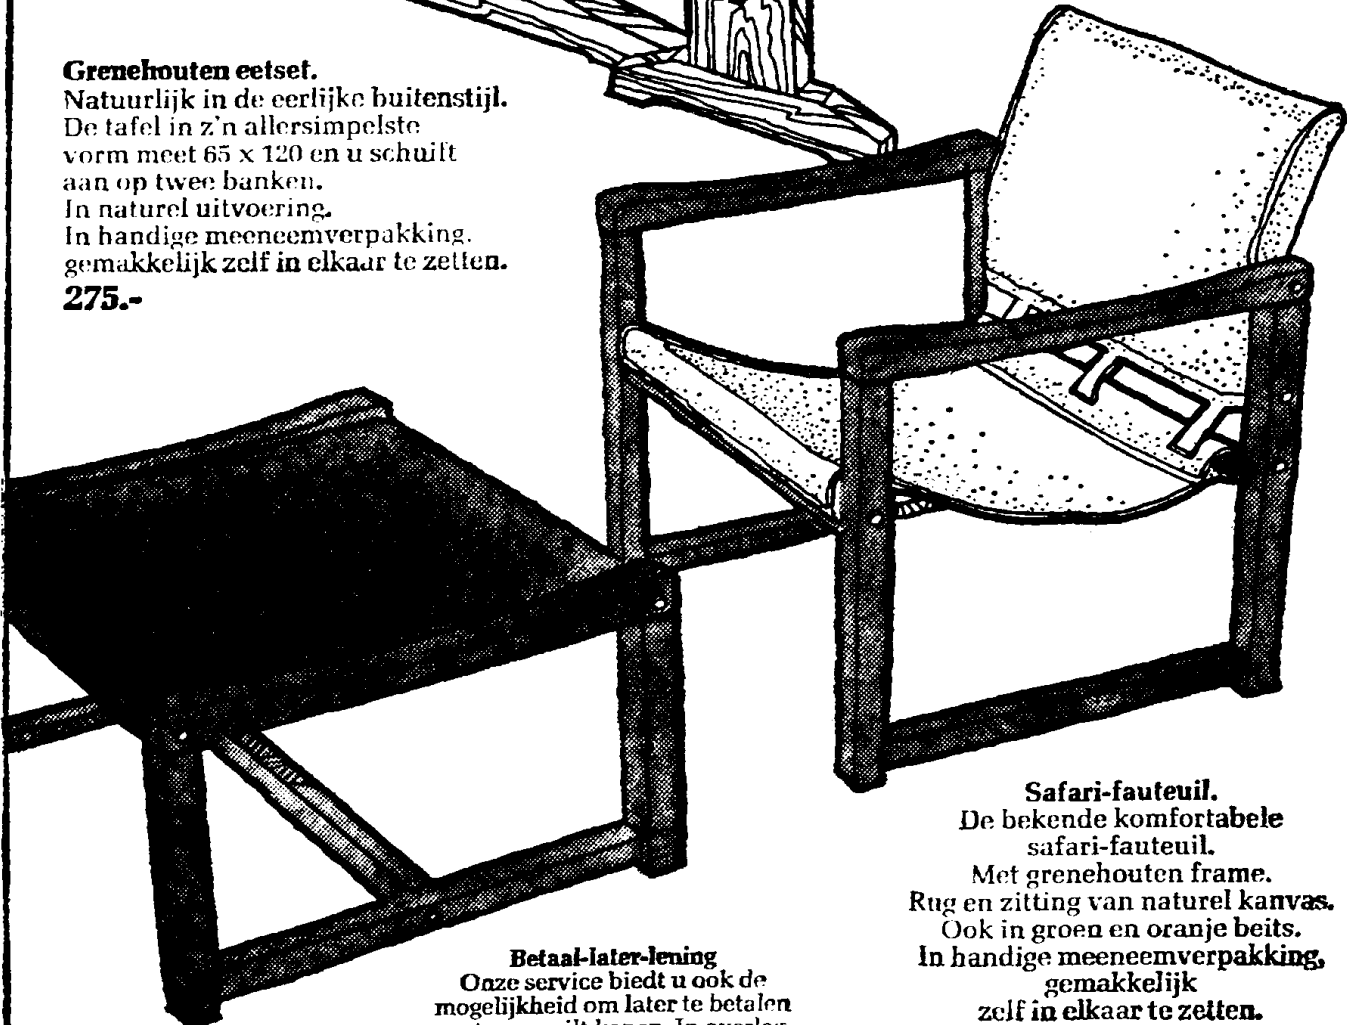 Grenehouten eetset.
Natuurlijk in de eerlijke buitenstijl.
De tafel in z'n allersimpelste
vorm meet 65 x 120 en u schuift
aan op twee banken.
In naturel uitvoering.
In handige meeneemverpakking.
gemakkelijk zelf in elkaar te zetten.
275.-
Safari-fauteuil.
De bekende komfortabele
safari-fauteuil.
Met grenehouten frame.
Rug en zitting van naturel kanvas.
Ook in groen en oranje beits.
In handige meeneemverpakking,
gemakkelijk
zelf in elkaar te zetten.
Betaal-later-lening
Onze service biedt u ook de
mogelijkheid om later te betalen